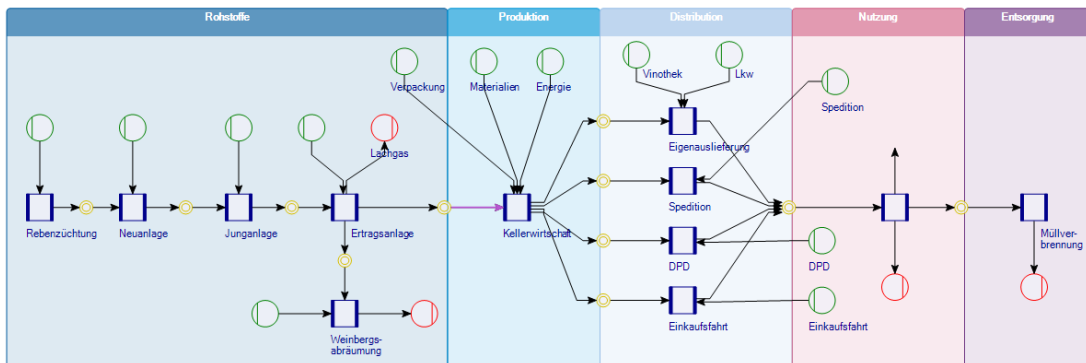 Rohstoffe
Produktion
Distribution
Nutzung
Entsorgung
Verpackung
Materialien
Energie
Vinothek
Lkw
Spedition
Lachgas
Eigenauslieferung
Rebenzüchtung
Neuanlage
Junganlage
Ertragsanlage
Kellerwirtschaft
Spedition
Müllver-
brennung
DPD
DPD
Einkaufsfahrt
Einkaufsfahrt
Weinbergs-
abräumung